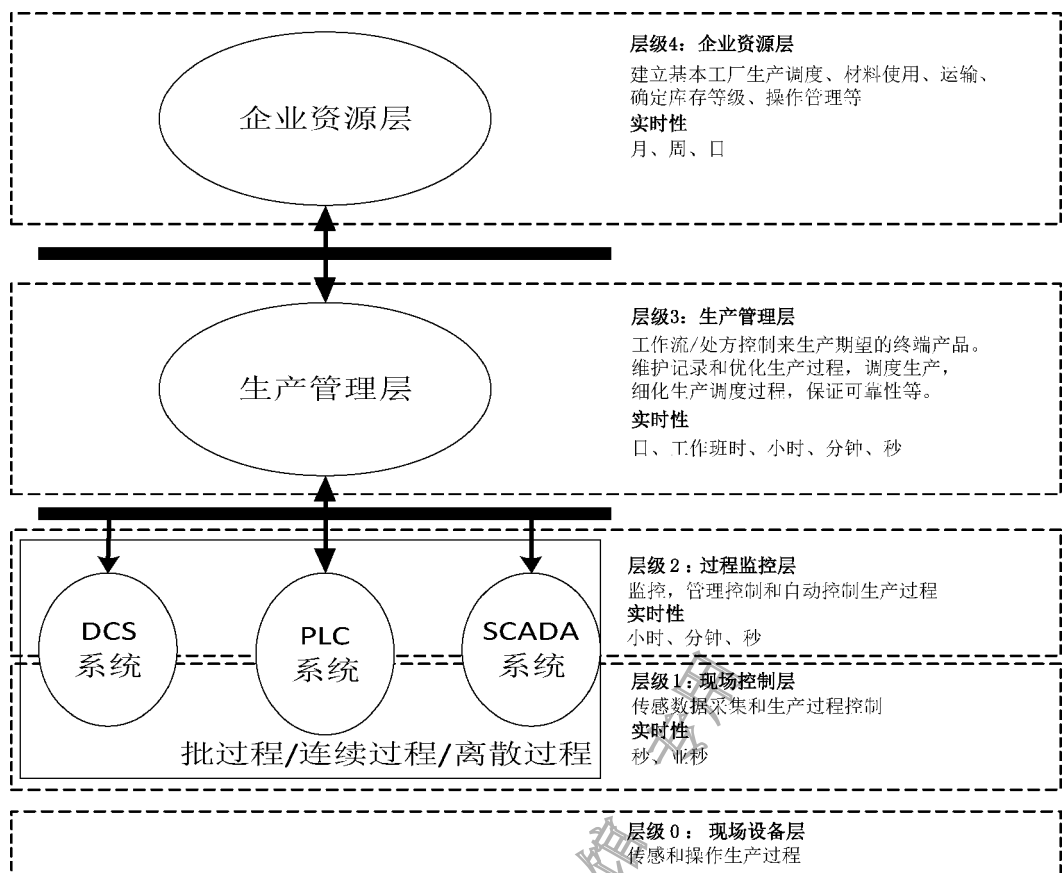 企业资源层
层级4：企业资源层
建立基本工厂生产调度、材料使用、运输、
确定库存等级、操作管理等
实时性
月、周、日
生产管理层
层级3：生产管理层
工作流/处方控制来生产期望的终端产品。
维护记录和优化生产过程，调度生产，
细化生产调度过程，保证可靠性等。
实时性
日、工作班时、小时、分钟、秒
DCS
系统
PLC
系统
SCADA
系统
批过程/连续过程/离散过程
层级 2：过程监控层
监控，管理控制和自动控制生产过程
实时性
小时、分钟、秒
层级1：现场控制层
传感数据采集和生产过程控制
实时性
秒、亚秒
层级 0： 现场设备层
传感和操作生产过程
专用
馆